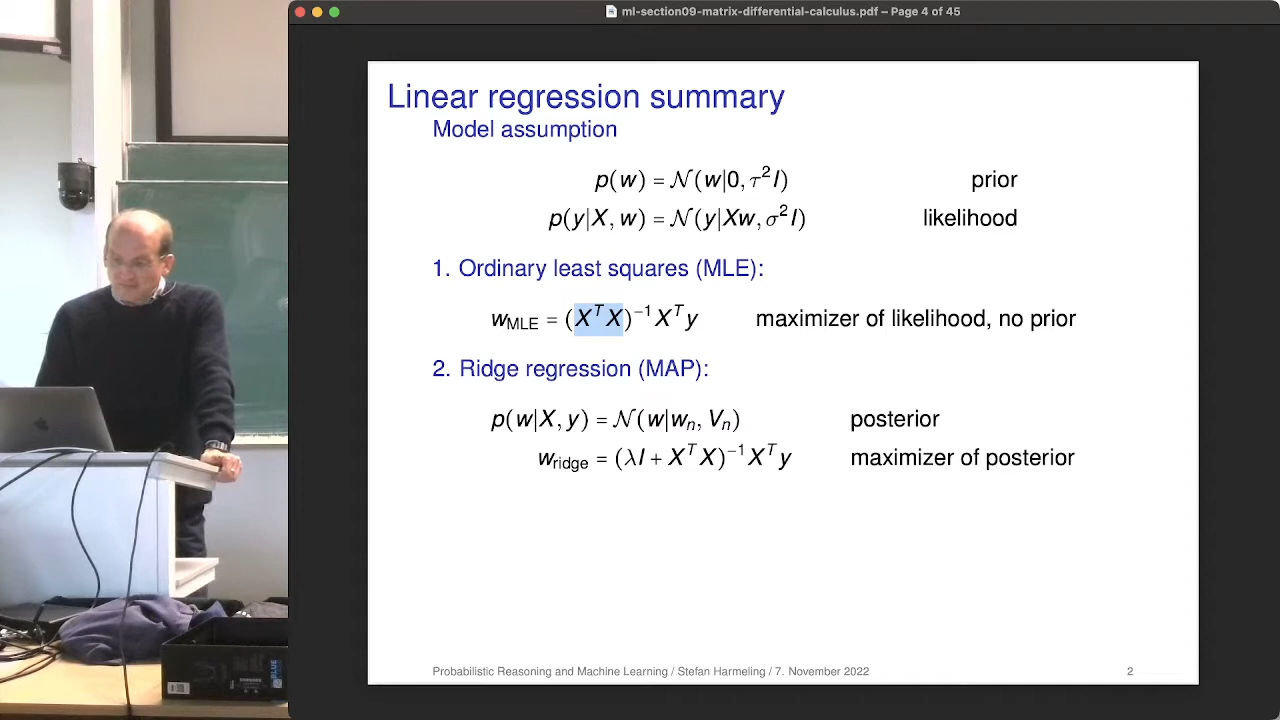 ml-section09-matrix-differential-calculus.pdf – Page 4 of 45
Linear regression summary
Model assumption
p(w) = 𝒩(w|0, τ²I) prior
p(y|X, w) = 𝒩(y|Xw, σ²I) likelihood
1. Ordinary least squares (MLE):
w_MLE = (XᵀX)⁻¹Xᵀy maximizer of likelihood, no prior
2. Ridge regression (MAP):
p(w|X, y) = 𝒩(w|wₙ, Vₙ) posterior
w_ridge = (λI + XᵀX)⁻¹Xᵀy maximizer of posterior
Probabilistic Reasoning and Machine Learning / Stefan Harmeling / 7. November 2022 2